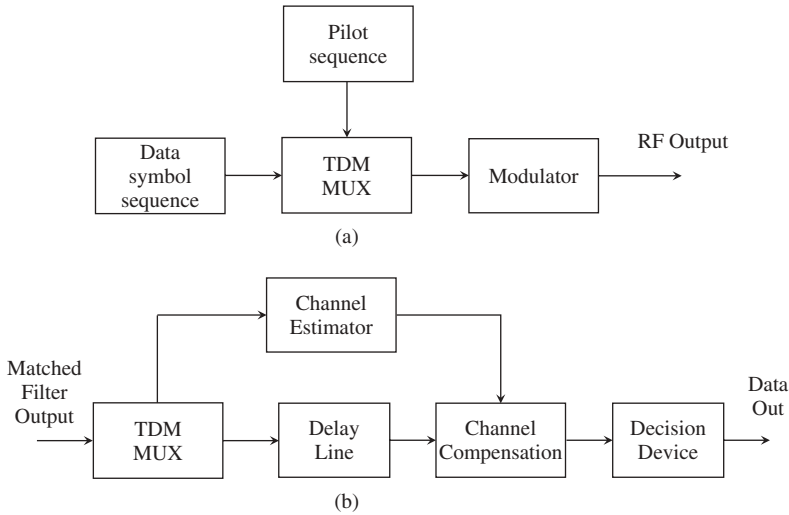 Pilot
sequence
Data
symbol
sequence
TDM
MUX
Modulator
RF Output
(a)
Channel
Estimator
Matched
Filter
Output
TDM
MUX
Delay
Line
Channel
Compensation
Decision
Device
Data
Out
(b)